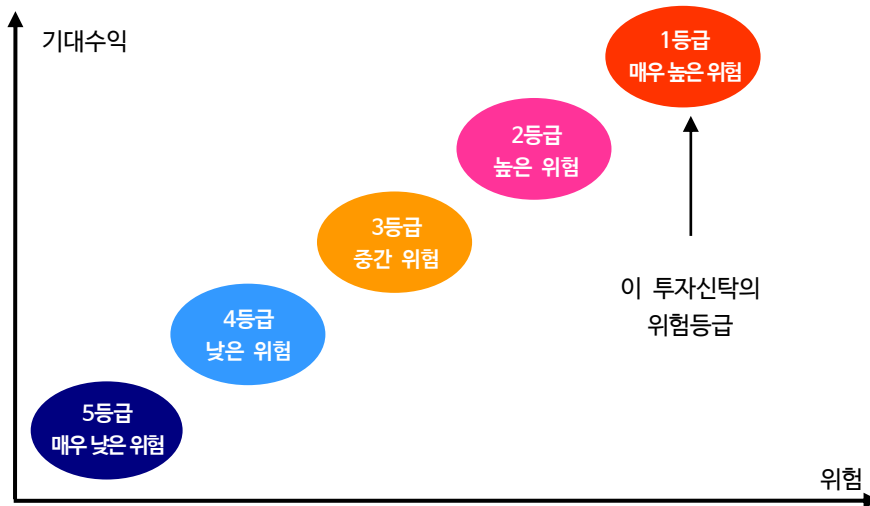 기대수익
1등급
매우 높은 위험
2등급
높은 위험
3등급
중간 위험
이 투자신탁의
위험등급
4등급
낮은 위험
5등급
매우 낮은 위험
위험